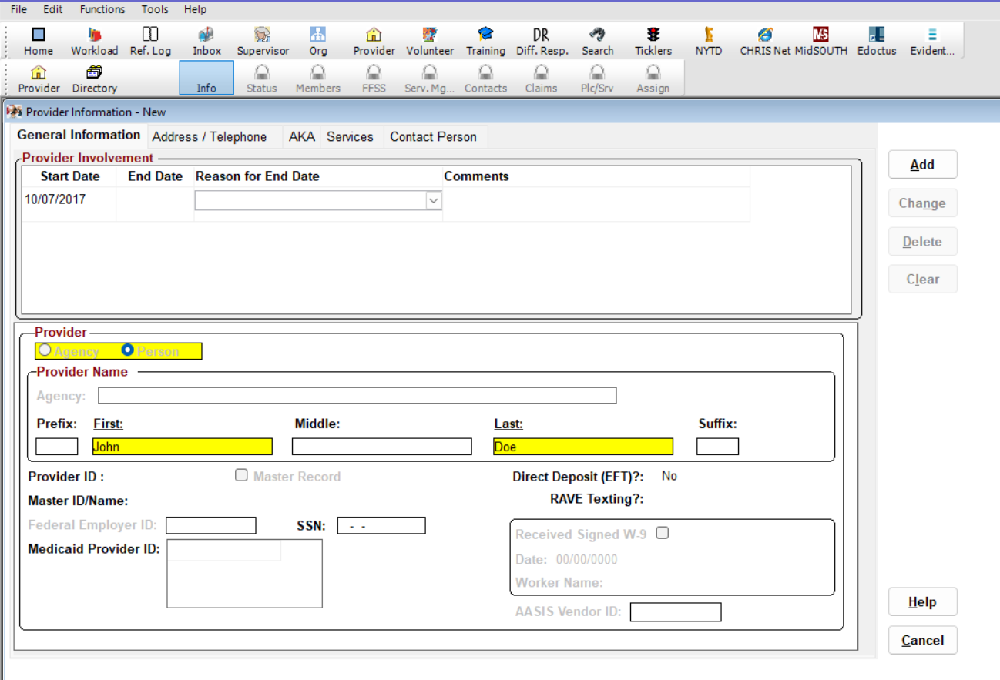 File Edit Functions Tools Help
DR
MS
Home Workload Ref. Log Inbox Supervisor Org Provider Volunteer Training Diff. Resp. Search Ticklers NYTD CHRIS Net MidSOUTH Edoctus Evident...
Provider Directory Info Status Members FFSS Serv. Mg... Contacts Claims Plc/Srv Assign
Provider Information - New
General Information Address / Telephone AKA Services Contact Person
Provider Involvement
Start Date End Date Reason for End Date Comments
10/07/2017
Add
Change
Delete
Clear
Provider
Agency Person
Provider Name
Agency:
Prefix: First: Middle: Last: Suffix:
John Doe
Provider ID : Master Record Direct Deposit (EFT)?: No
Master ID/Name: RAVE Texting?:
Federal Employer ID: SSN: - -
Received Signed W-9
Medicaid Provider ID:
Date: 00/00/0000
Worker Name:
AASIS Vendor ID:
Help
Cancel